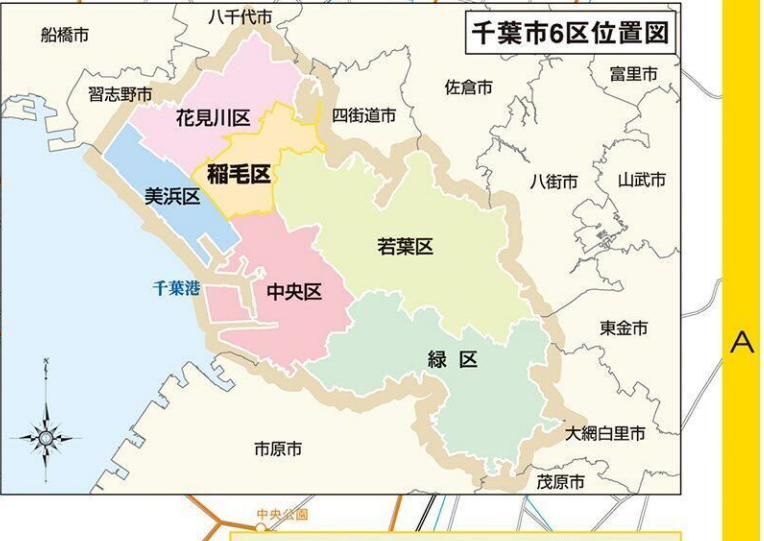 千葉市6区位置図
八千代市
船橋市
富里市
佐倉市
習志野市
四街道市
花見川区
稲毛区
八街市
山武市
美浜区
若葉区
千葉港
中央区
東金市
緑 区
A
大網白里市
市原市
茂原市
中央公園